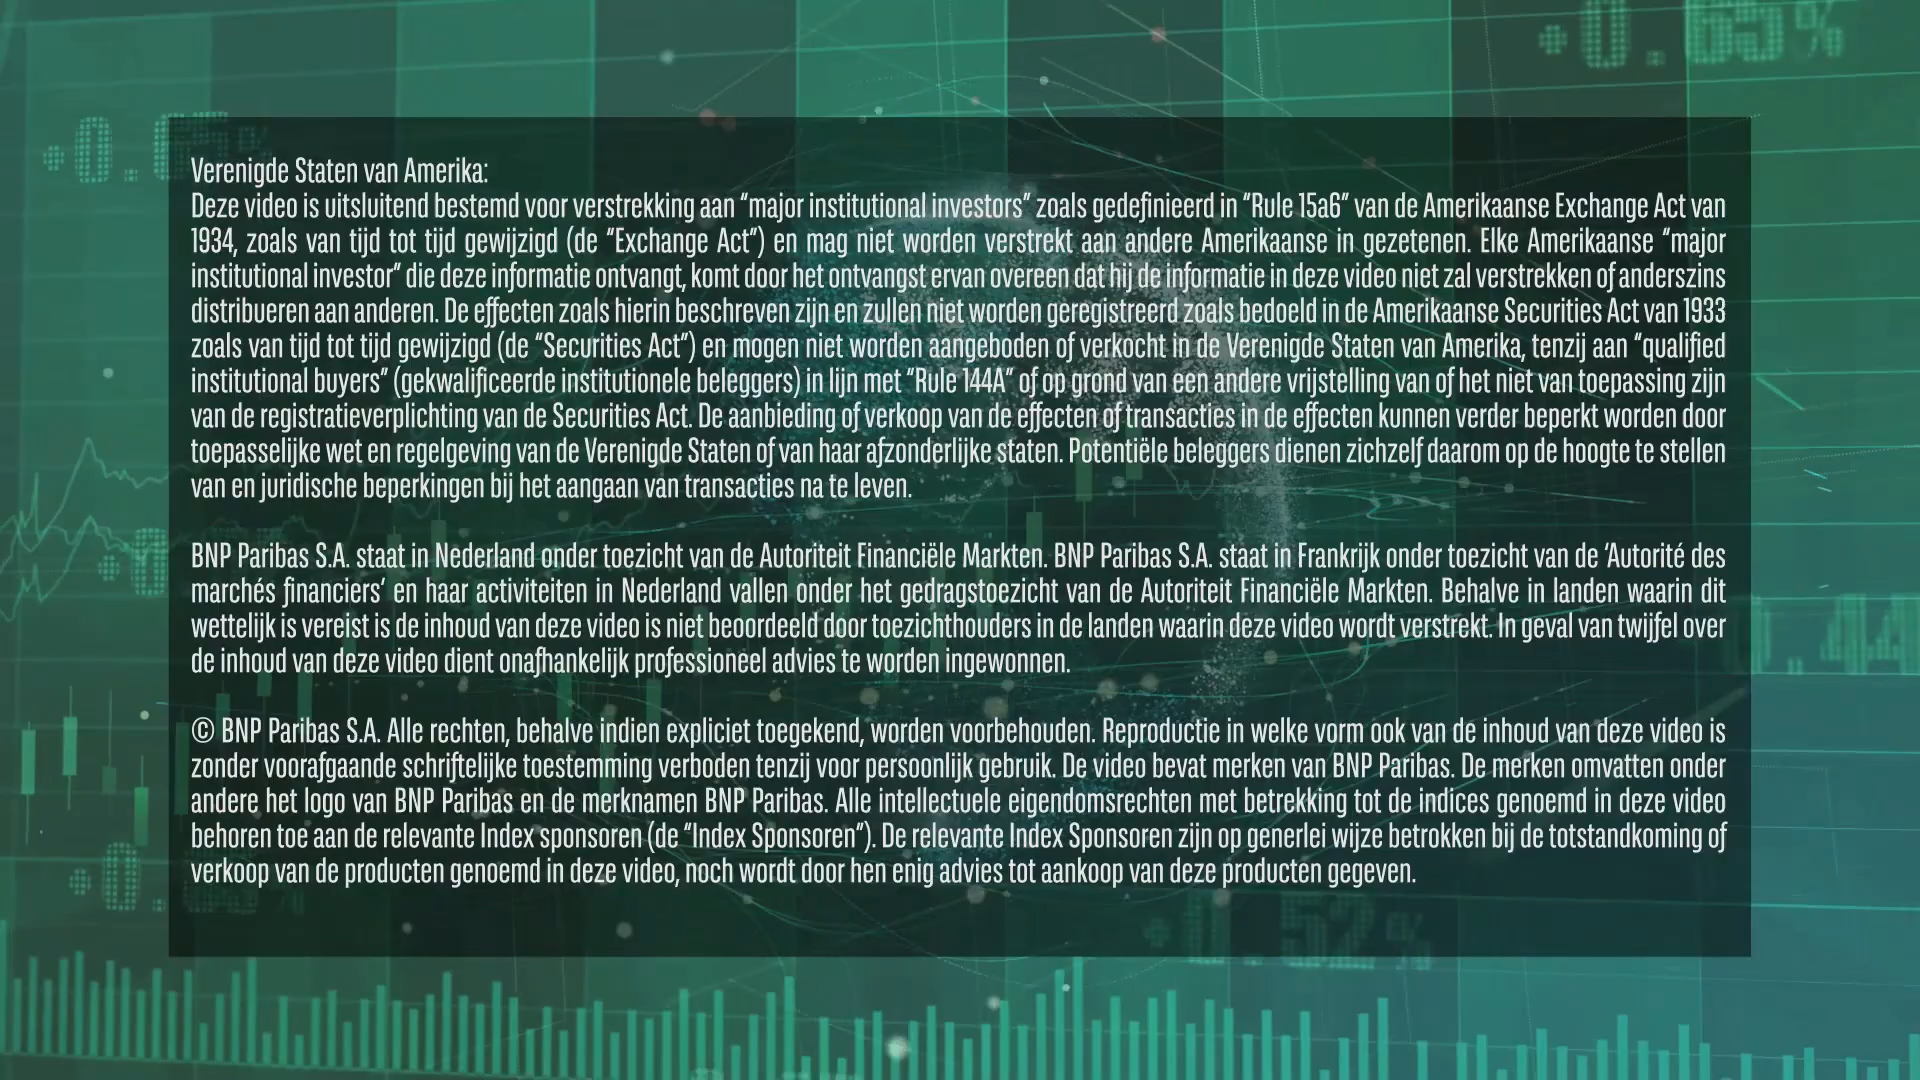 +0.65%
Verenigde Staten van Amerika:
Deze video is uitsluitend bestemd voor verstrekking aan “major institutional investors” zoals gedefinieerd in “Rule 15a6” van de Amerikaanse Exchange Act van
1934, zoals van tijd tot tijd gewijzigd (de “Exchange Act”) en mag niet worden verstrekt aan andere Amerikaanse in gezetenen. Elke Amerikaanse “major
institutional investor” die deze informatie ontvangt, komt door het ontvangst ervan overeen dat hij de informatie in deze video niet zal verstrekken of anderszins
distribueren aan anderen. De effecten zoals hierin beschreven zijn en zullen niet worden geregistreerd zoals bedoeld in de Amerikaanse Securities Act van 1933
zoals van tijd tot tijd gewijzigd (de “Securities Act”) en mogen niet worden aangeboden of verkocht in de Verenigde Staten van Amerika, tenzij aan “qualified
institutional buyers” (gekwalificeerde institutionele beleggers) in lijn met “Rule 144A” of op grond van een andere vrijstelling van of het niet van toepassing zijn
van de registratieverplichting van de Securities Act. De aanbieding of verkoop van de effecten of transacties in de effecten kunnen verder beperkt worden door
toepasselijke wet en regelgeving van de Verenigde Staten of van haar afzonderlijke staten. Potentiële beleggers dienen zichzelf daarom op de hoogte te stellen
van en juridische beperkingen bij het aangaan van transacties na te leven.
BNP Paribas S.A. staat in Nederland onder toezicht van de Autoriteit Financiële Markten. BNP Paribas S.A. staat in Frankrijk onder toezicht van de ‘Autorité des
marchés financiers’ en haar activiteiten in Nederland vallen onder het gedragstoezicht van de Autoriteit Financiële Markten. Behalve in landen waarin dit
wettelijk is vereist is de inhoud van deze video is niet beoordeeld door toezichthouders in de landen waarin deze video wordt verstrekt. In geval van twijfel over
de inhoud van deze video dient onafhankelijk professioneel advies te worden ingewonnen.
© BNP Paribas S.A. Alle rechten, behalve indien expliciet toegekend, worden voorbehouden. Reproductie in welke vorm ook van de inhoud van deze video is
zonder voorafgaande schriftelijke toestemming verboden tenzij voor persoonlijk gebruik. De video bevat merken van BNP Paribas. De merken omvatten onder
andere het logo van BNP Paribas en de merknamen BNP Paribas. Alle intellectuele eigendomsrechten met betrekking tot de indices genoemd in deze video
behoren toe aan de relevante Index sponsoren (de “Index Sponsoren”). De relevante Index Sponsoren zijn op generlei wijze betrokken bij de totstandkoming of
verkoop van de producten genoemd in deze video, noch wordt door hen enig advies tot aankoop van deze producten gegeven.
+0.52%